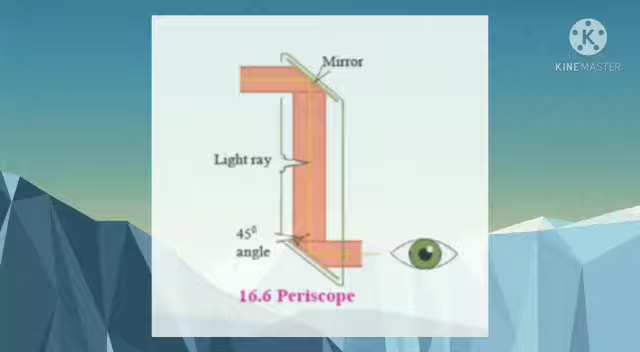 KINEMASTER
Mirror
Light ray
45⁰
angle
16.6 Periscope